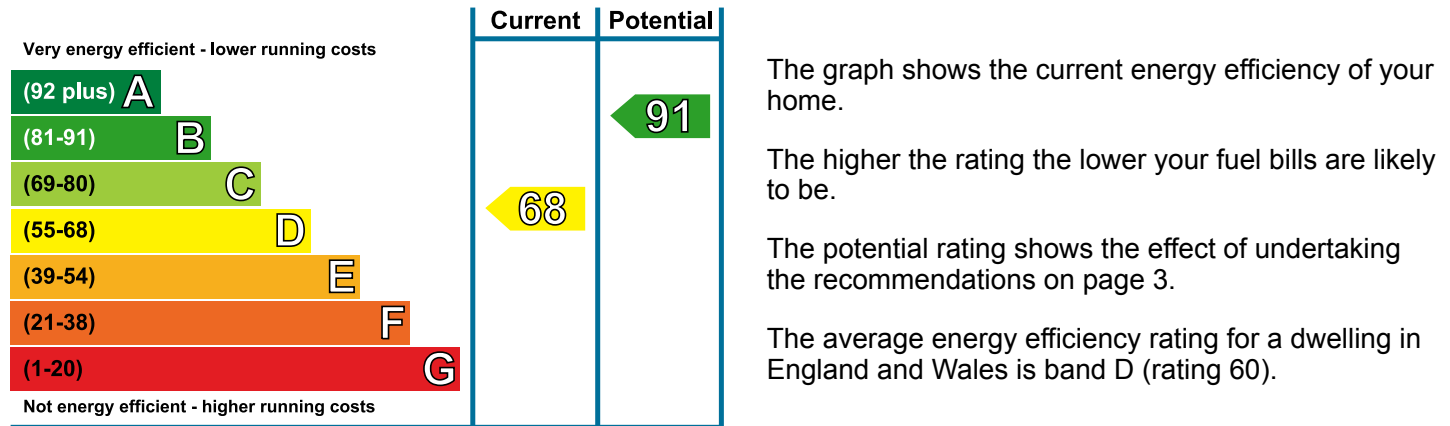 Current Potential
Very energy efficient - lower running costs
(92 plus) A
(81-91) B
91
(69-80) C
68
(55-68) D
(39-54) E
(21-38) F
(1-20) G
Not energy efficient - higher running costs
The graph shows the current energy efficiency of your
home.
The higher the rating the lower your fuel bills are likely
to be.
The potential rating shows the effect of undertaking
the recommendations on page 3.
The average energy efficiency rating for a dwelling in
England and Wales is band D (rating 60).